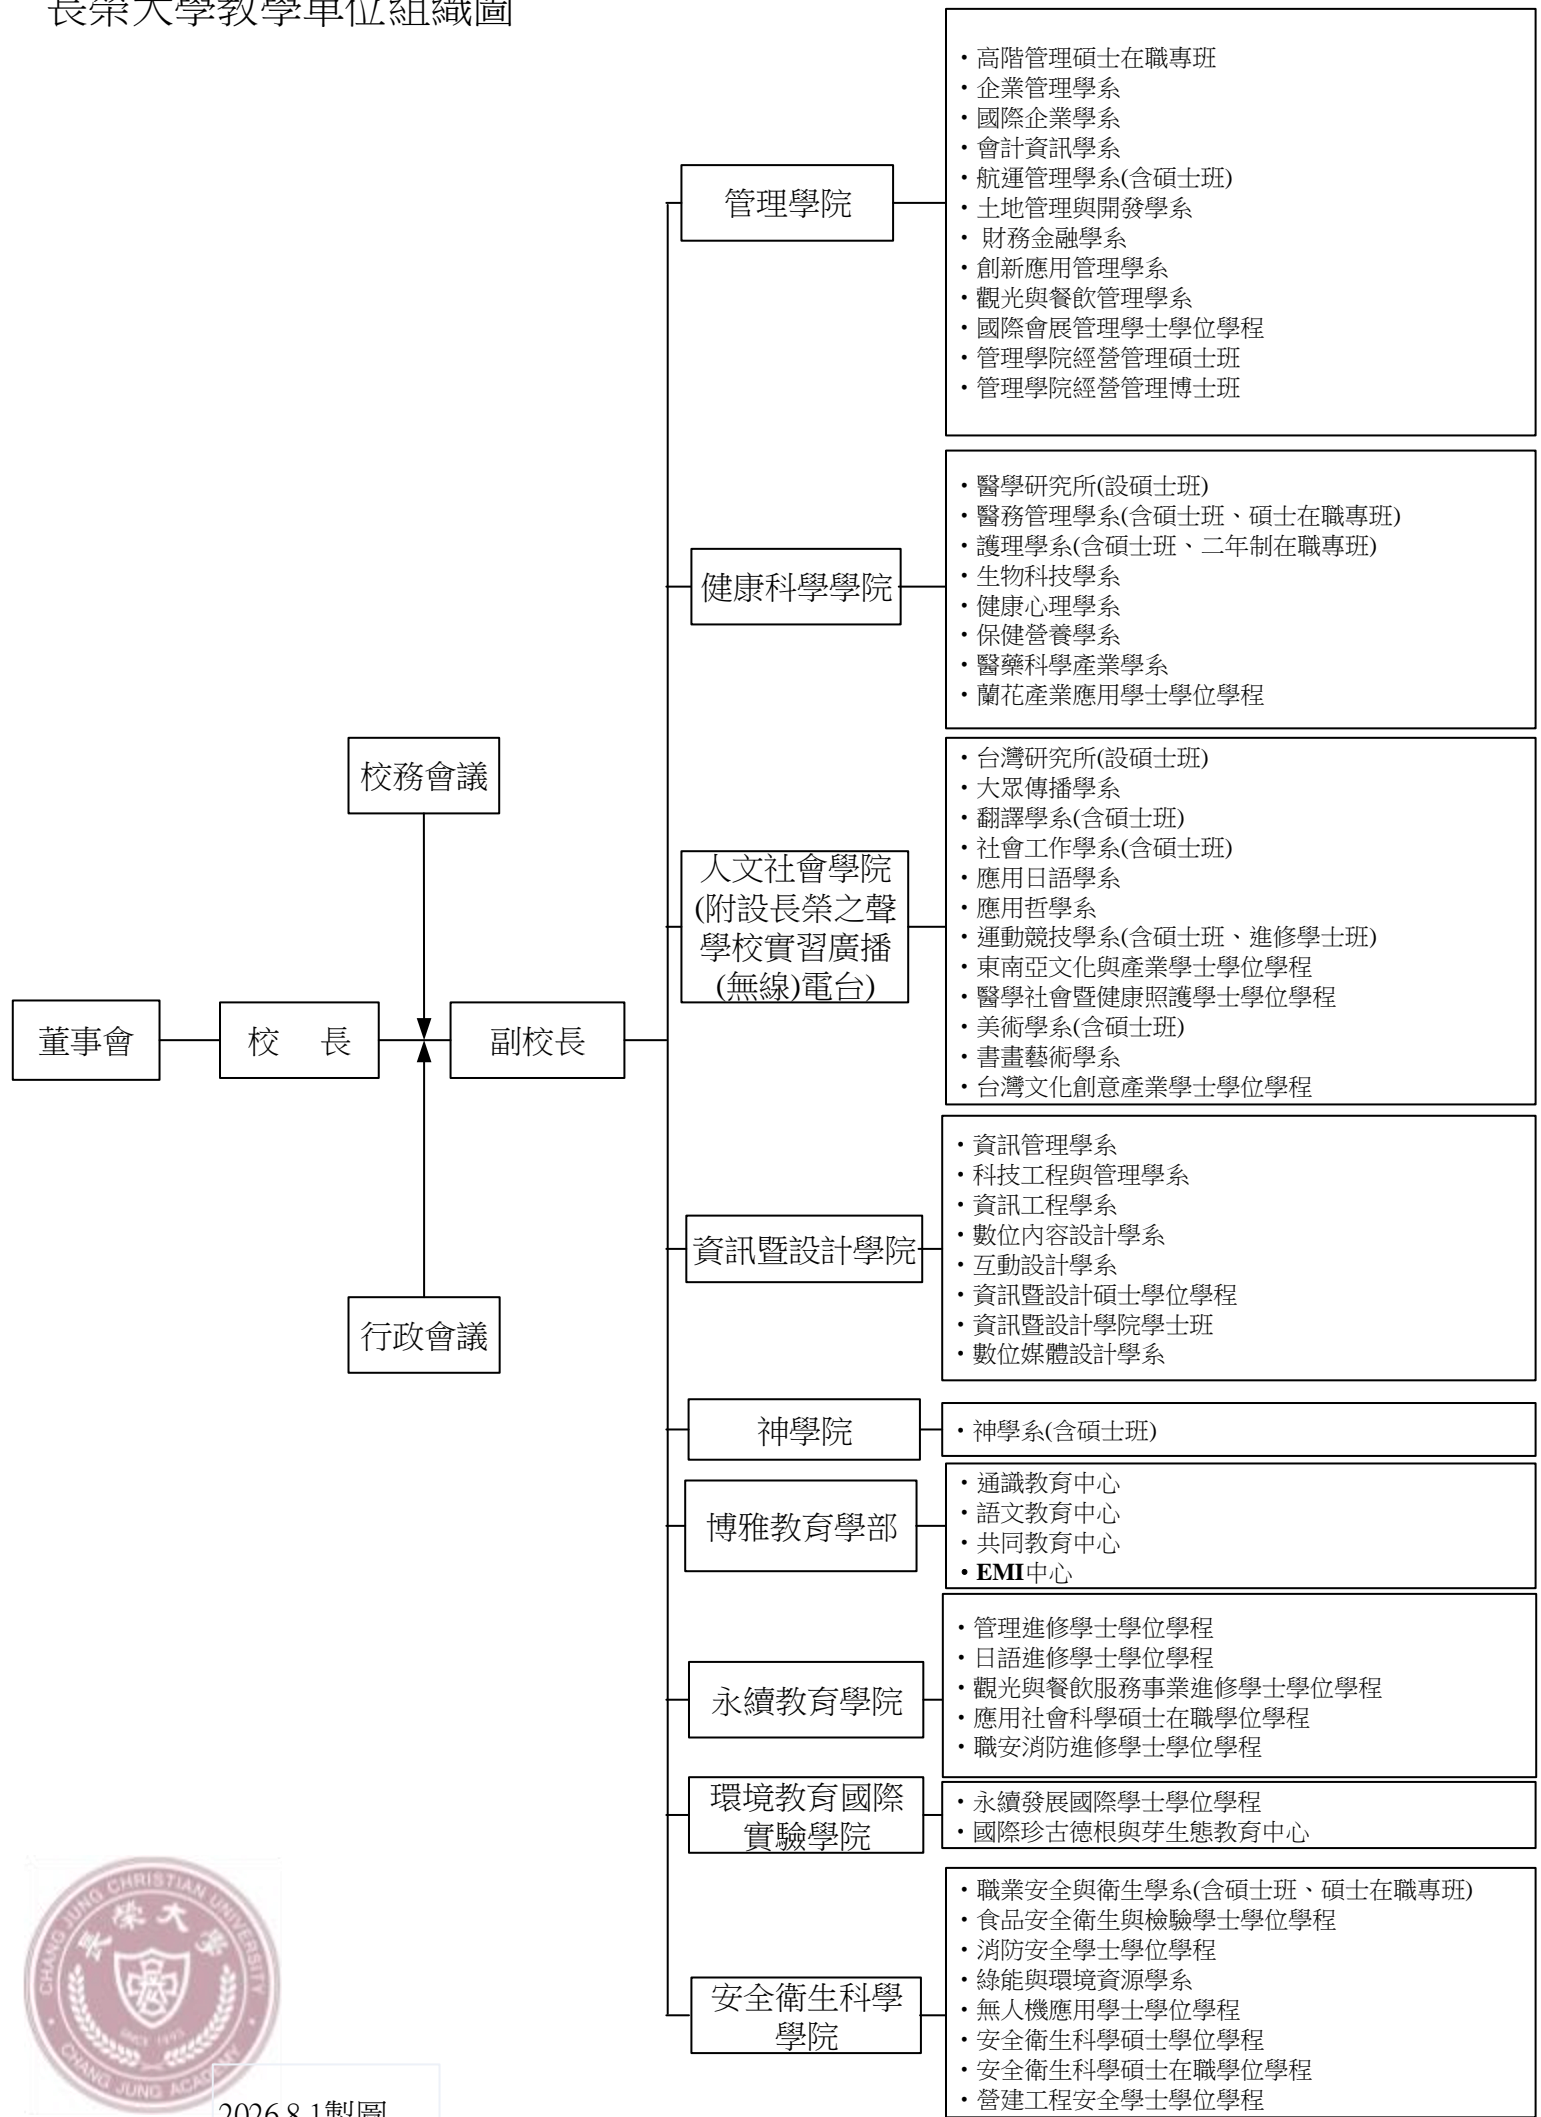 長榮大學教學單位組織圖
董事會
校 長
副校長
校務會議
行政會議
管理學院
・高階管理碩士在職專班
・企業管理學系
・國際企業學系
・會計資訊學系
・航運管理學系(含碩士班)
・土地管理與開發學系
・ 財務金融學系
・創新應用管理學系
・觀光與餐飲管理學系
・國際會展管理學士學位學程
・管理學院經營管理碩士班
・管理學院經營管理博士班
健康科學學院
・醫學研究所(設碩士班)
・醫務管理學系(含碩士班、碩士在職專班)
・護理學系(含碩士班、二年制在職專班)
・生物科技學系
・健康心理學系
・保健營養學系
・醫藥科學產業學系
・蘭花產業應用學士學位學程
人文社會學院
(附設長榮之聲
學校實習廣播
(無線)電台)
・台灣研究所(設碩士班)
・大眾傳播學系
・翻譯學系(含碩士班)
・社會工作學系(含碩士班)
・應用日語學系
・應用哲學系
・運動競技學系(含碩士班、進修學士班)
・東南亞文化與產業學士學位學程
・醫學社會暨健康照護學士學位學程
・美術學系(含碩士班)
・書畫藝術學系
・台灣文化創意產業學士學位學程
資訊暨設計學院
・資訊管理學系
・科技工程與管理學系
・資訊工程學系
・數位內容設計學系
・互動設計學系
・資訊暨設計碩士學位學程
・資訊暨設計學院學士班
・數位媒體設計學系
神學院
・神學系(含碩士班)
博雅教育學部
・通識教育中心
・語文教育中心
・共同教育中心
・EMI中心
永續教育學院
・管理進修學士學位學程
・日語進修學士學位學程
・觀光與餐飲服務事業進修學士學位學程
・應用社會科學碩士在職學位學程
・職安消防進修學士學位學程
環境教育國際
實驗學院
・永續發展國際學士學位學程
・國際珍古德根與芽生態教育中心
安全衛生科學
學院
・職業安全與衛生學系(含碩士班、碩士在職專班)
・食品安全衛生與檢驗學士學位學程
・消防安全學士學位學程
・綠能與環境資源學系
・無人機應用學士學位學程
・安全衛生科學碩士學位學程
・安全衛生科學碩士在職學位學程
・營建工程安全學士學位學程
CHANG JUNG CHRISTIAN UNIVERSITY
長榮大學
SINCE 1993
CHANG JUNG ACADEMY
2026.8.1製圖